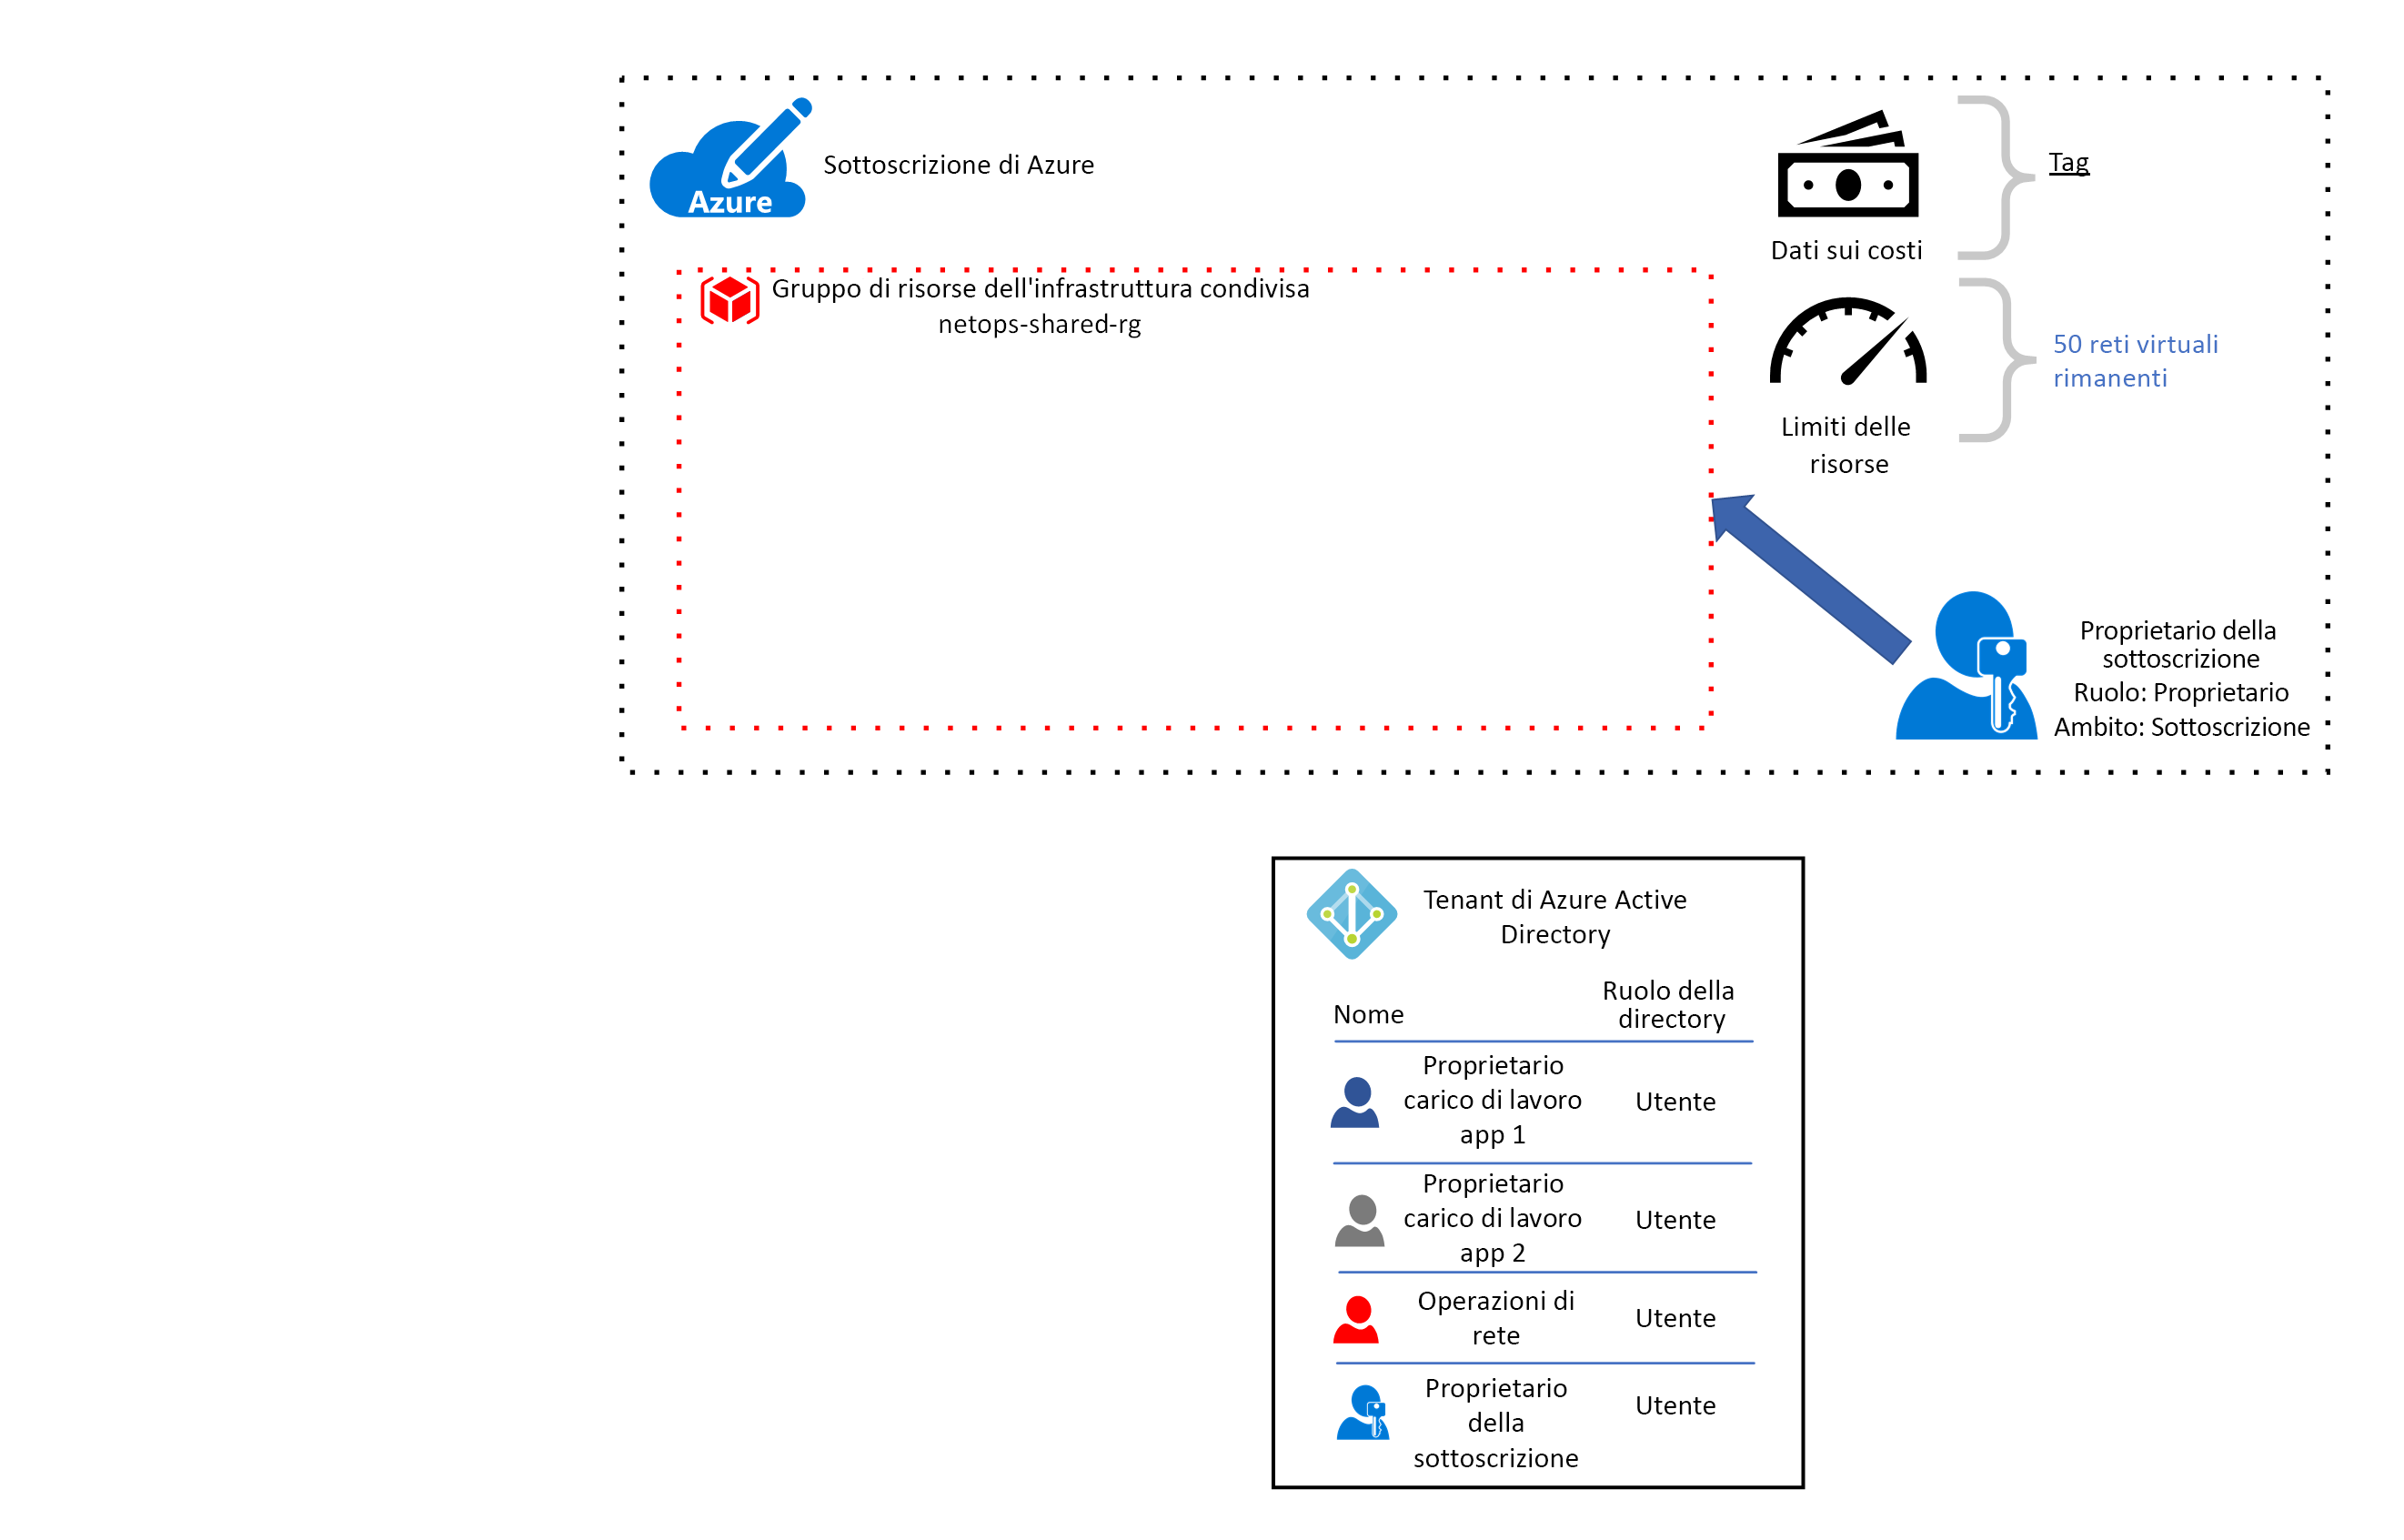 Azure
Sottoscrizione di Azure
Dati sui costi
Tag
Gruppo di risorse dell'infrastruttura condivisa
netops-shared-rg
Limiti delle
risorse
50 reti virtuali
rimanenti
Proprietario della
sottoscrizione
Ruolo: Proprietario
Ambito: Sottoscrizione
Tenant di Azure Active
Directory
Nome
Ruolo della
directory
Proprietario
carico di lavoro
app 1
Utente
Proprietario
carico di lavoro
app 2
Utente
Operazioni di
rete
Utente
Proprietario
della
sottoscrizione
Utente